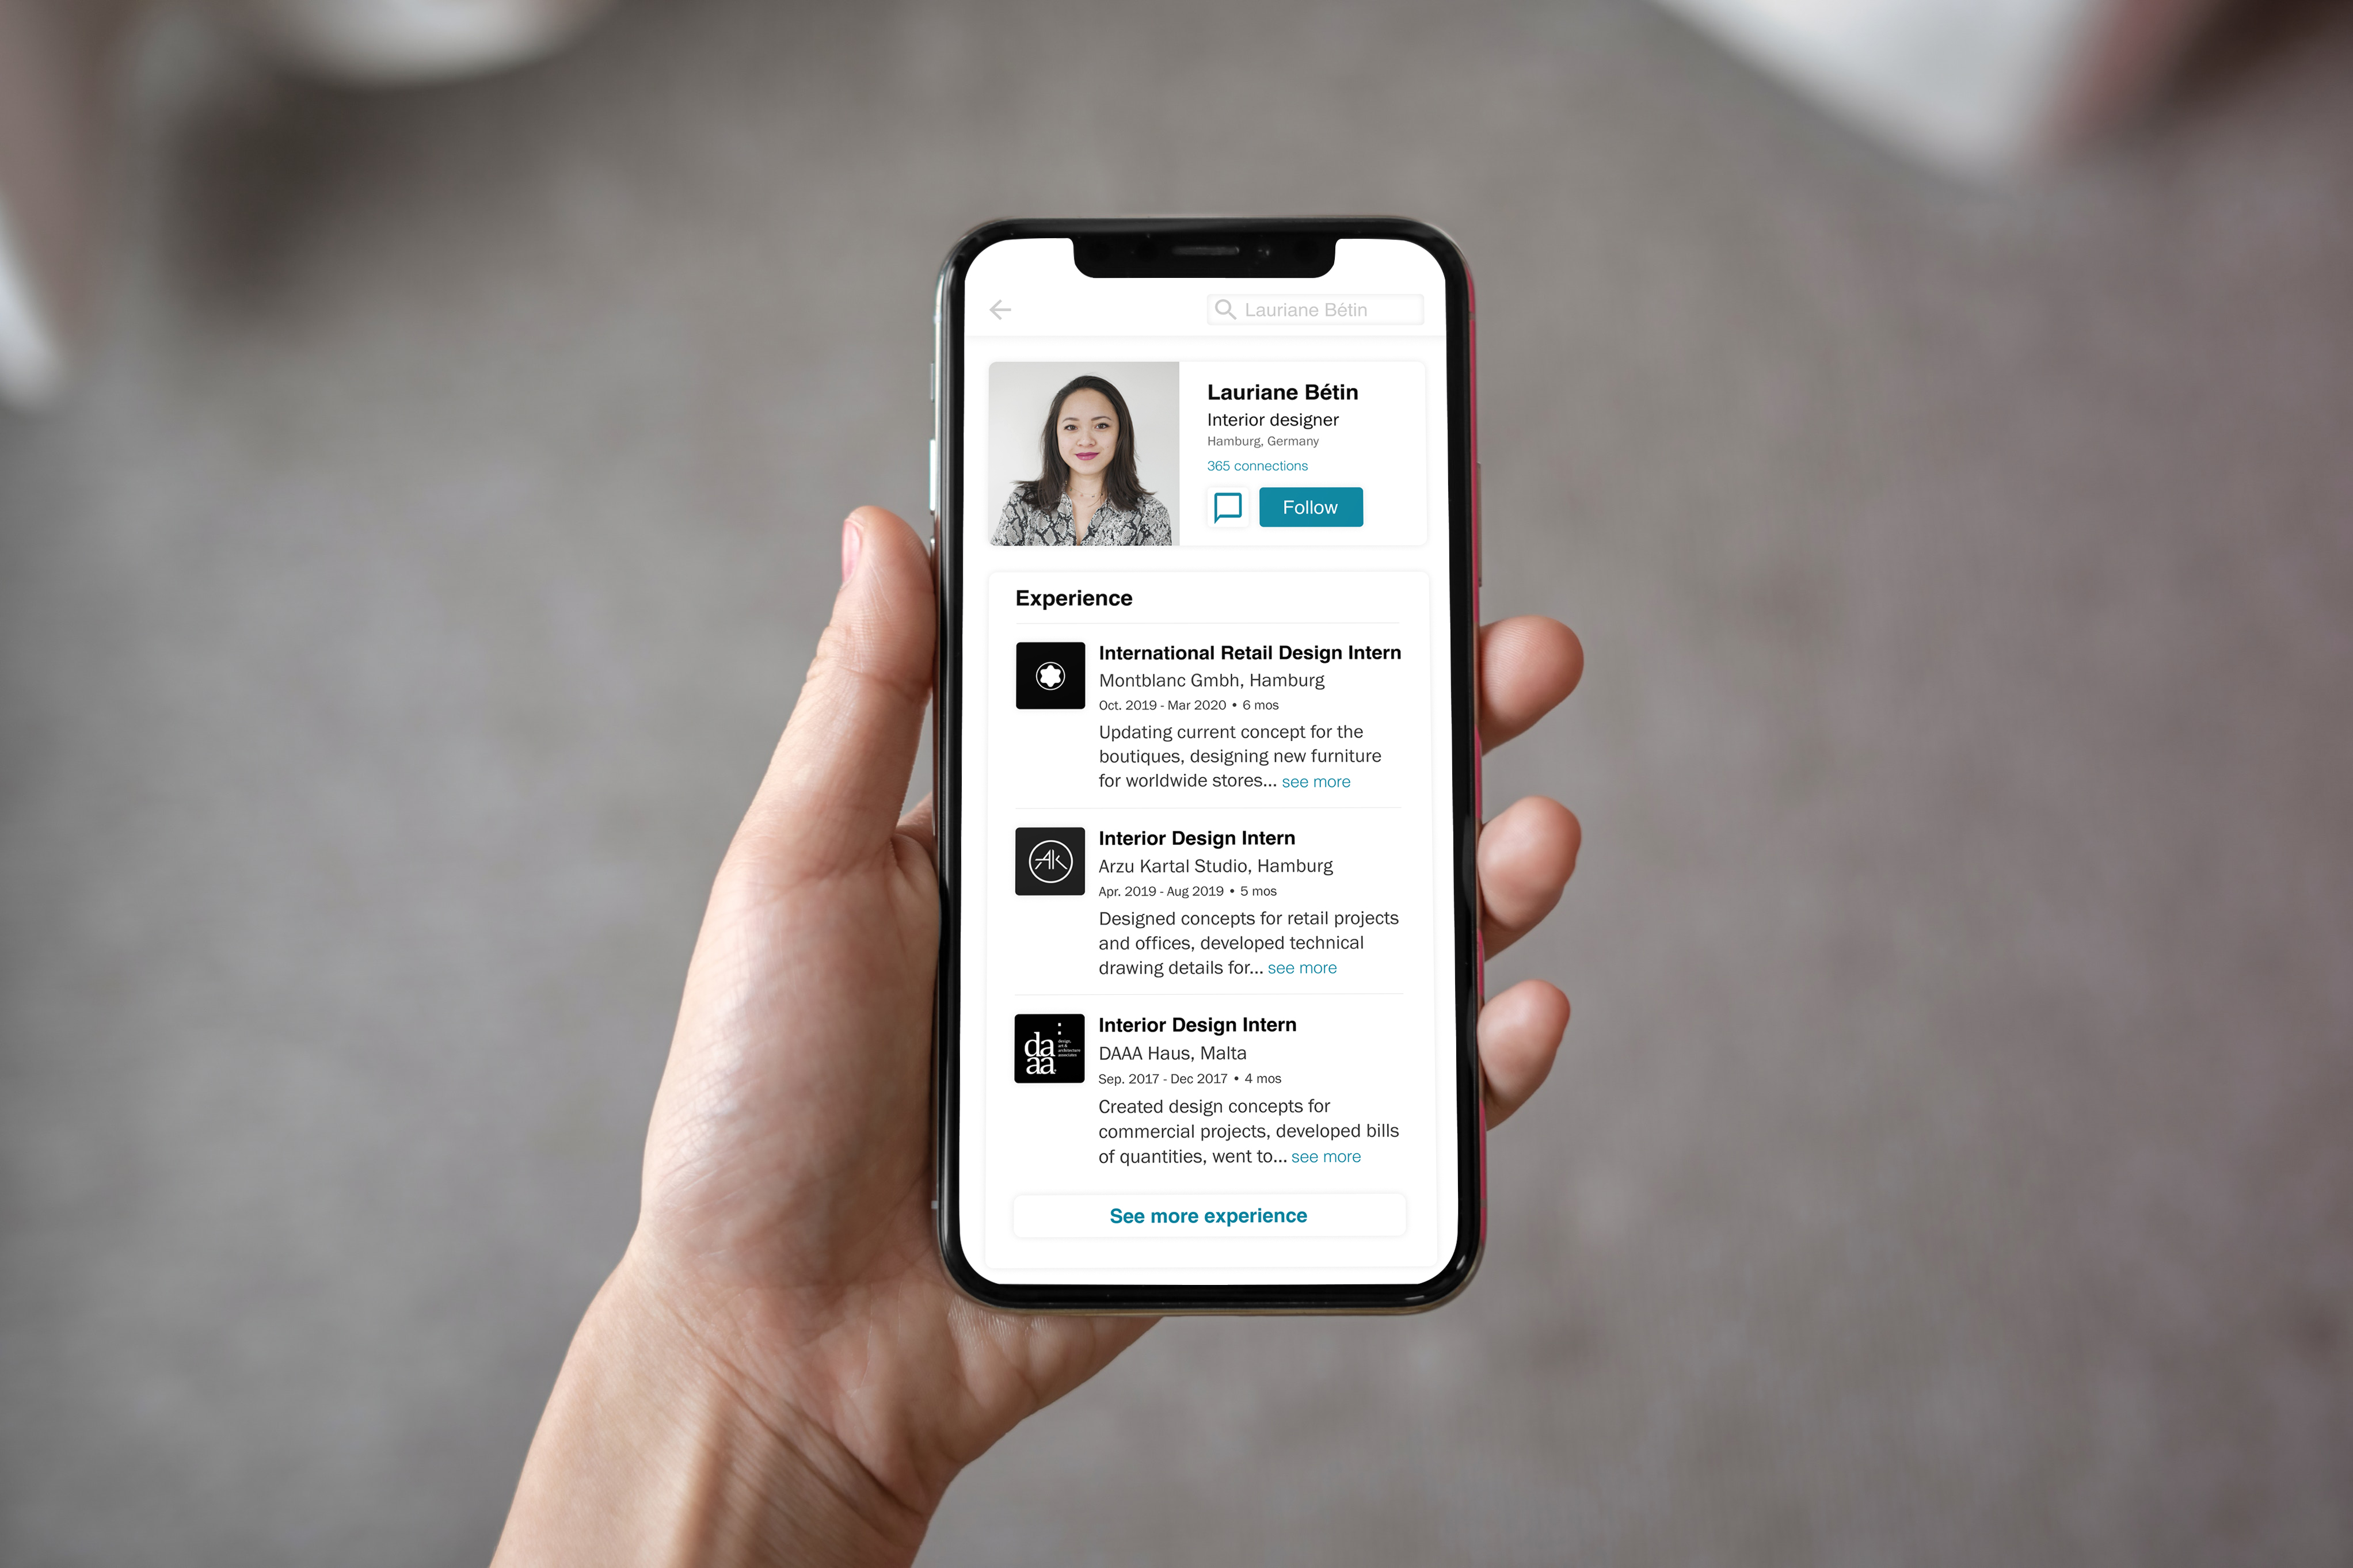 Lauriane Bétin
Lauriane Bétin
Interior designer
Hamburg, Germany
365 connections
Follow
Experience
International Retail Design Intern
Montblanc Gmbh, Hamburg
Oct. 2019 - Mar 2020 • 6 mos
Updating current concept for the
boutiques, designing new furniture
for worldwide stores... see more
AK
Interior Design Intern
Arzu Kartal Studio, Hamburg
Apr. 2019 - Aug 2019 • 5 mos
Designed concepts for retail projects
and offices, developed technical
drawing details for... see more
da
aa
design,
art &
architecture
associates
Interior Design Intern
DAAA Haus, Malta
Sep. 2017 - Dec 2017 • 4 mos
Created design concepts for
commercial projects, developed bills
of quantities, went to... see more
See more experience